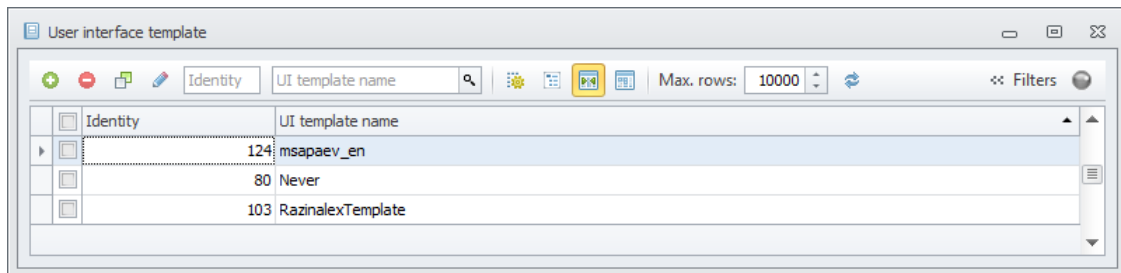 User interface template
Identity UI template name Max. rows: 10000 Filters
Identity UI template name
124 msapaev_en
80 Never
103 RazinalexTemplate